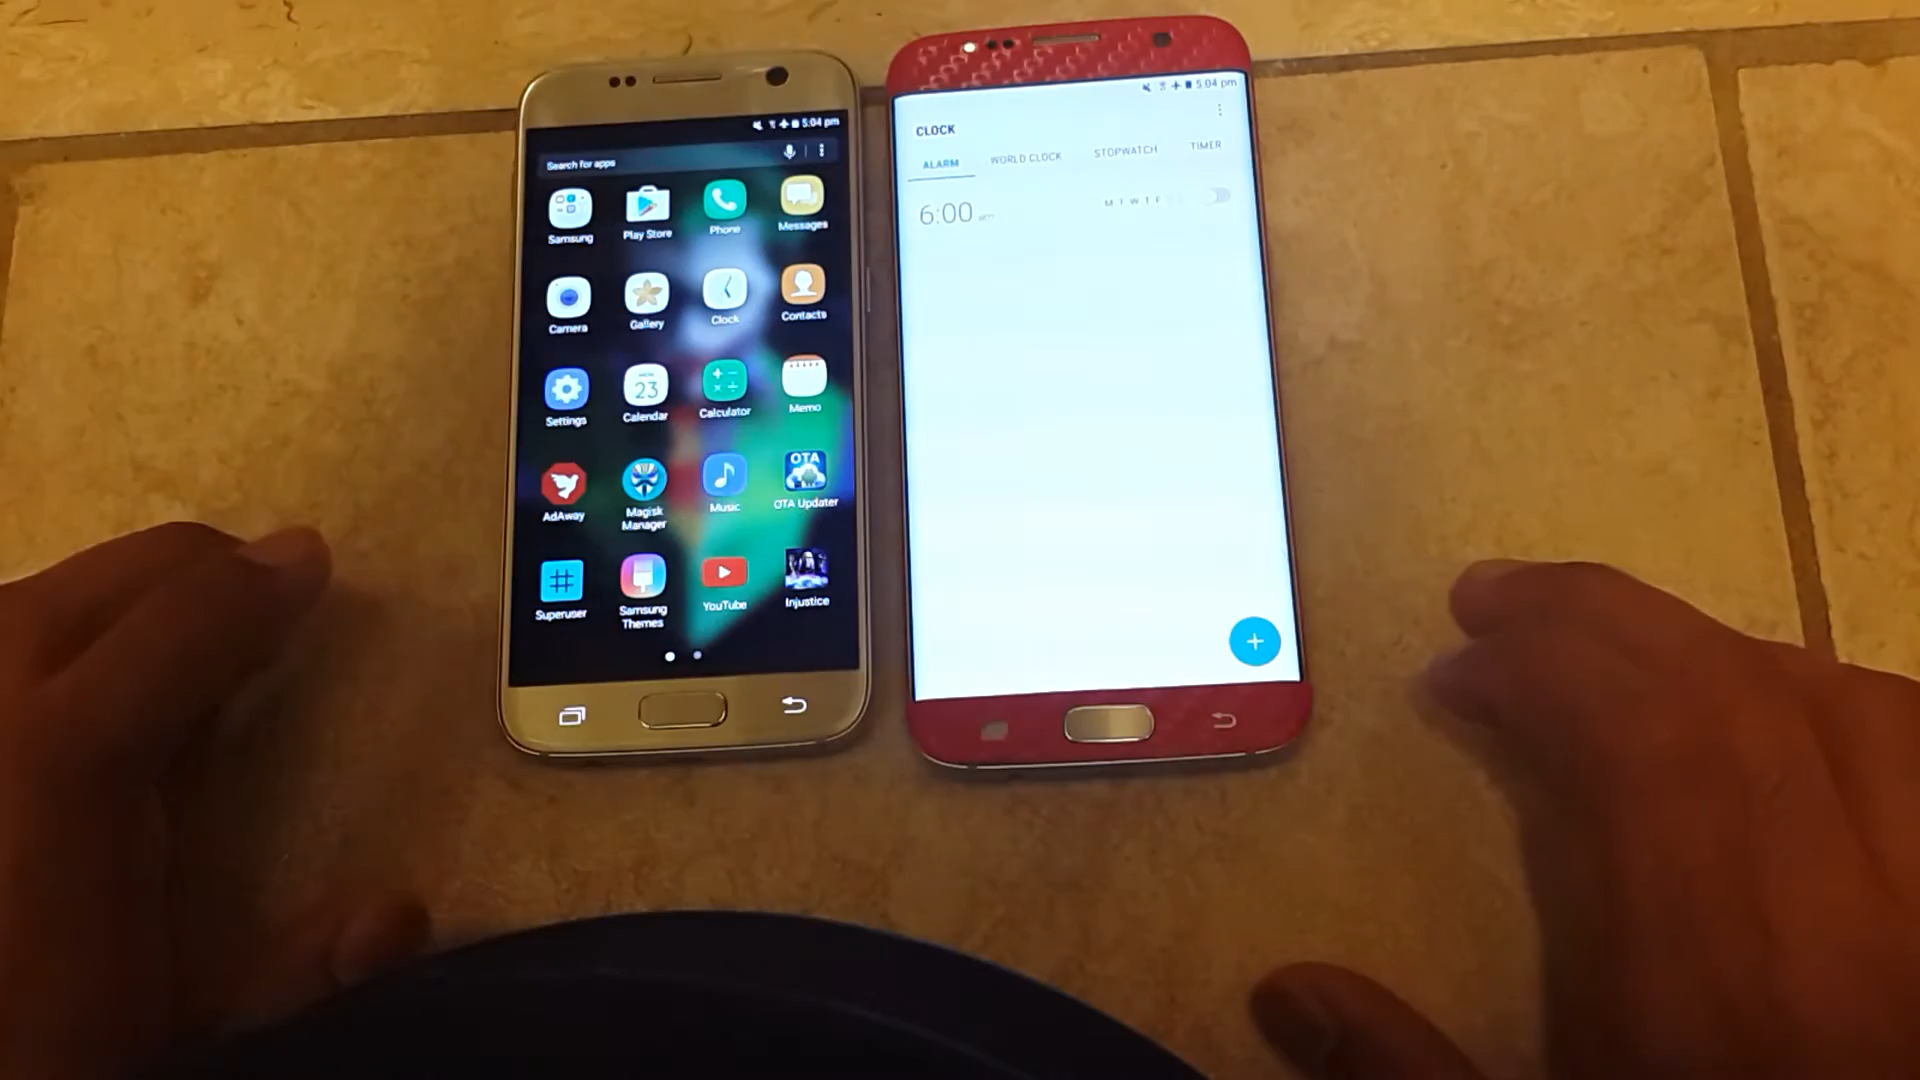 5:04 pm
Search for apps
Samsung
Play Store
Phone
Messages
Camera
Gallery
Clock
Contacts
23
Settings
Calendar
Calculator
Memo
OTA
AdAway
Magisk
Manager
Music
OTA Updater
Superuser
Samsung
Themes
YouTube
Injustice
5:04 pm
CLOCK
ALARM
WORLD CLOCK
STOPWATCH
TIMER
6:00 am
M T W T F